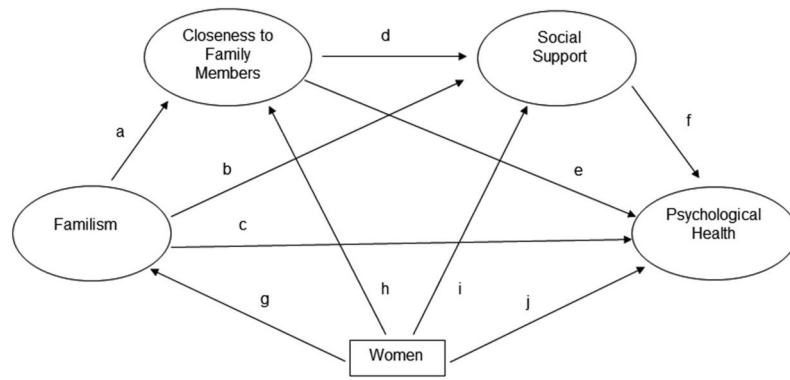 Closeness to
Family
Members
d
Social
Support
a
b
f
e
Familism
c
Psychological
Health
g
h
i
j
Women